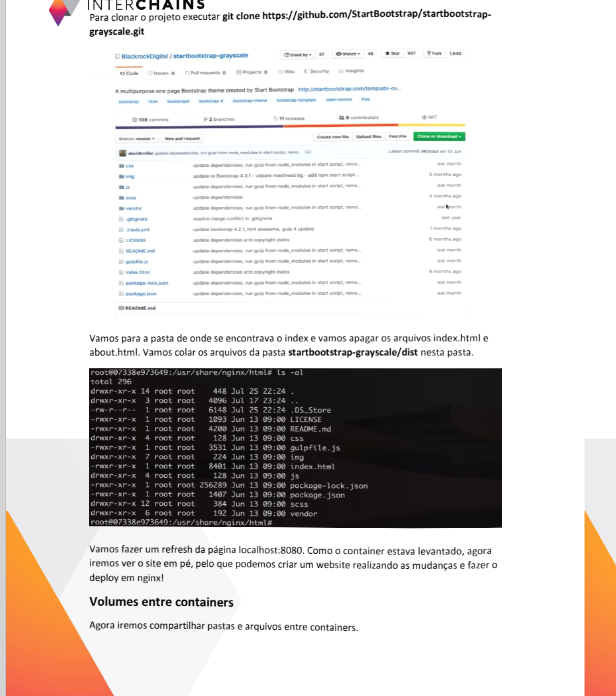 INTERCHAINS
Para clonar o projeto executar git clone https://github.com/StartBootstrap/startbootstrap-
grayscale.git
BlackrockDigital / startbootstrap-grayscale
Used by 87 Watch 48 Star 907 Fork 1,640
Code Issues 4 Pull requests 0 Projects 0 Wiki Security Insights
A multipurpose one page Bootstrap theme created by Start Bootstrap http://startbootstrap.com/template-ov...
bootstrap html bootstrap4 bootstrap-4 bootstrap-theme bootstrap-template open-source free
108 commits 2 branches 11 releases 6 contributors MIT
Branch: master New pull request Create new file Upload files Find File Clone or download
davidtmiller update dependencies, run gulp from node_modules in start script, remo... Latest commit on 13 Jun
css update dependencies, run gulp from node_modules in start script, remo... last month
img update to Bootstrap 4.3.1 - udpate masthead bg - add npm start script... 5 months ago
js update dependencies, run gulp from node_modules in start script, remo... last month
scss update dependencies 4 months ago
vendor update dependencies, run gulp from node_modules in start script, remo... last month
.gitignore resolve merge conflict in .gitignore last year
.travis.yml update bootstrap 4.2.1, font awesome, gulp 4 update 7 months ago
LICENSE update dependencies and copyright dates 6 months ago
README.md update dependencies, run gulp from node_modules in start script, remo... last month
gulpfile.js update dependencies, run gulp from node_modules in start script, remo... last month
index.html update dependencies and copyright dates 6 months ago
package-lock.json update dependencies, run gulp from node_modules in start script, remo... last month
package.json update dependencies, run gulp from node_modules in start script, remo... last month
README.md
Vamos para a pasta de onde se encontrava o index e vamos apagar os arquivos index.html e
about.html. Vamos colar os arquivos da pasta startbootstrap-grayscale/dist nesta pasta.
root@07338e973649:/usr/share/nginx/html# ls -al
total 296
drwxr-xr-x 14 root root 448 Jul 25 22:24 .
drwxr-xr-x 3 root root 4096 Jul 17 23:24 ..
-rw-r--r-- 1 root root 6148 Jul 25 22:24 .DS_Store
-rwxr-xr-x 1 root root 1093 Jun 13 09:00 LICENSE
-rwxr-xr-x 1 root root 4200 Jun 13 09:00 README.md
drwxr-xr-x 4 root root 128 Jun 13 09:00 css
-rwxr-xr-x 1 root root 3531 Jun 13 09:00 gulpfile.js
drwxr-xr-x 7 root root 224 Jun 13 09:00 img
-rwxr-xr-x 1 root root 8401 Jun 13 09:00 index.html
drwxr-xr-x 4 root root 128 Jun 13 09:00 js
-rwxr-xr-x 1 root root 256289 Jun 13 09:00 package-lock.json
-rwxr-xr-x 1 root root 1407 Jun 13 09:00 package.json
drwxr-xr-x 12 root root 384 Jun 13 09:00 scss
drwxr-xr-x 6 root root 192 Jun 13 09:00 vendor
root@07338e973649:/usr/share/nginx/html#
Vamos fazer um refresh da página localhost:8080. Como o container estava levantado, agora
iremos ver o site em pé, pelo que podemos criar um website realizando as mudanças e fazer o
deploy em nginx!
Volumes entre containers
Agora iremos compartilhar pastas e arquivos entre containers.